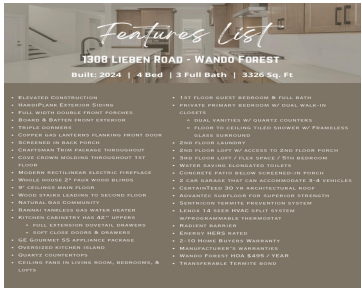 Features List
1308 Lieben Road - Wando Forest
Built: 2024 | 4 Bed | 3 Full Bath | 3326 Sq. Ft
• Elevated Construction
• HardiPlank Exterior Siding
• Full width double front porches
• Board & Batten front exterior
• Triple dormers
• Copper gas lanterns flanking front door
• Screened in back porch
• Craftsman Trim package throughout
• Cove crown molding throughout 1st
floor
• Modern rectilinear electric fireplace
• Whole house 2" faux wood blinds
• 9' ceilings main floor
• Wood stairs leading to second floor
• Natural gas community
• Rannai tankless gas water heater
• Kitchen cabinetry has 42" uppers
• full extension dovetail drawers
• soft close doors & drawers
• GE Gourmet SS appliance package
• Oversized kitchen island
• Quartz countertops
• Ceiling fans in living room, bedrooms, &
lofts
• 1st floor guest bedroom & full bath
• private primary bedroom w/ dual walk-in
closets
• dual vanities w/ quartz counters
• floor to ceiling tiled shower w/ frameless
glass surround
• 2nd floor laundry
• 2nd floor loft w/ access to 2nd floor porch
• 3rd floor loft / flex space / 5th bedroom
• Water saving elongated toilets
• Concrete patio below screened-in porch
• 2 car garage that can accommodate 3-4 vehicles
• CertainTeed 30 yr architectural roof
• Advantec subfloor for superior strength
• Sentricon termite prevention system
• Lenox 14 seer HVAC split system
w/programmable thermostat
• Radiant barrier
• Energy HERS rated
• 2-10 Home Buyers Warranty
• Manufacturer's warranties
• Wando Forest HOA $495 / year
• Transferable Termite bond